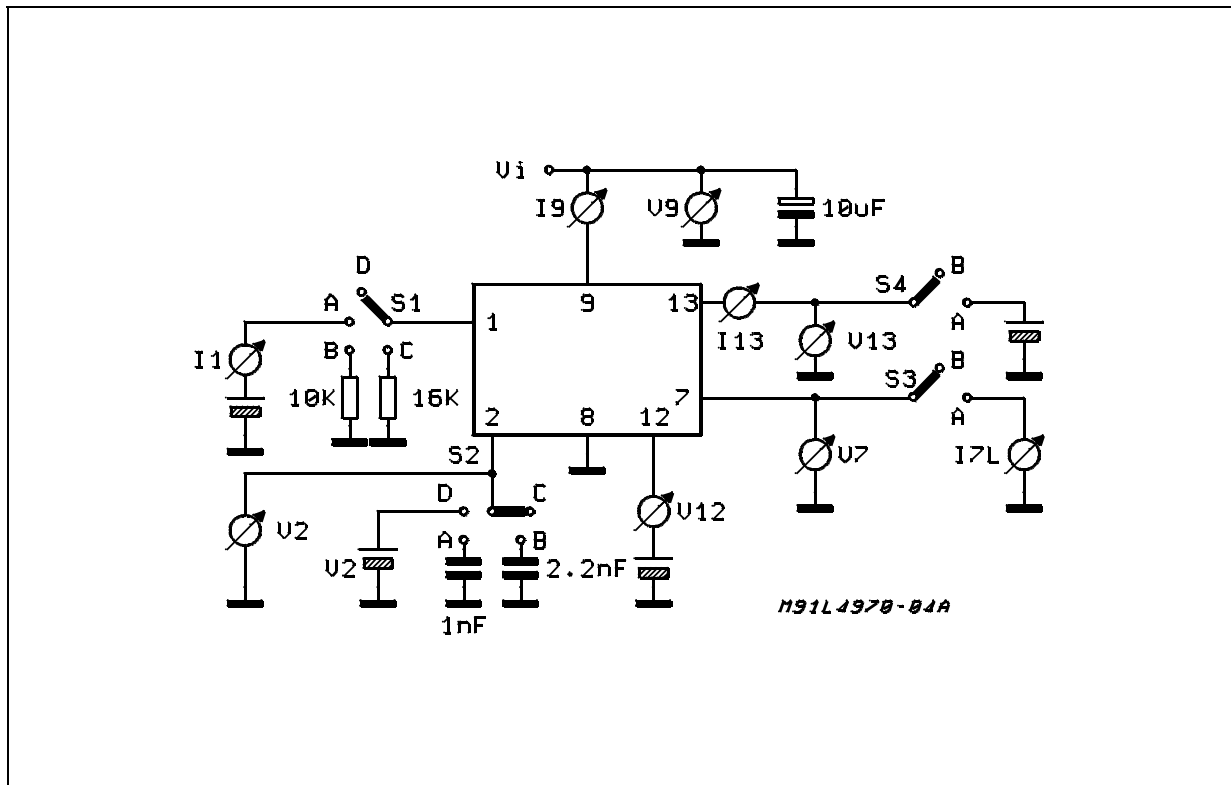 Vi
I9
V9
10uF
D
A
S1
1
9
13
S4
B
I1
B
C
I13
V13
A
10K
16K
7
S3
B
2
8
12
A
S2
V7
I7L
D
C
V12
V2
A
B
V2
2.2nF
1nF
M91L4970-04A